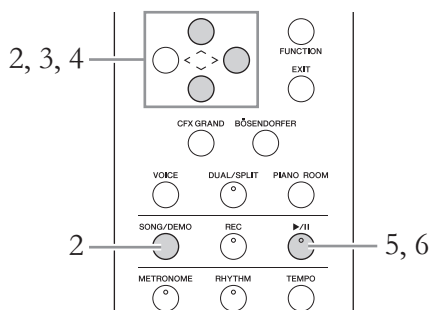 FUNCTION
2, 3, 4
< >
EXIT
CFX GRAND BÖSENDORFER
VOICE DUAL/SPLIT PIANO ROOM
SONG/DEMO REC ►/II
2
5, 6
METRONOME RHYTHM TEMPO